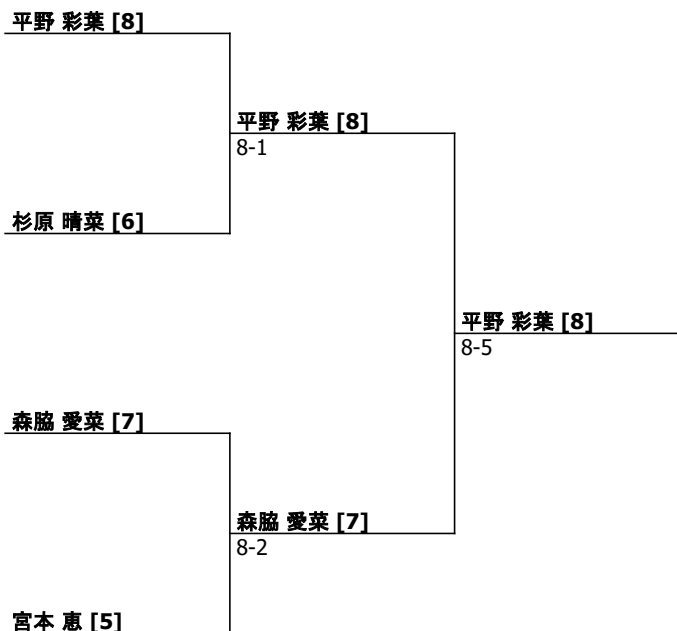 平野 彩葉 [8]
平野 彩葉 [8]
8-1
杉原 晴菜 [6]
平野 彩葉 [8]
8-5
森脇 愛菜 [7]
森脇 愛菜 [7]
8-2
宮本 恵 [5]